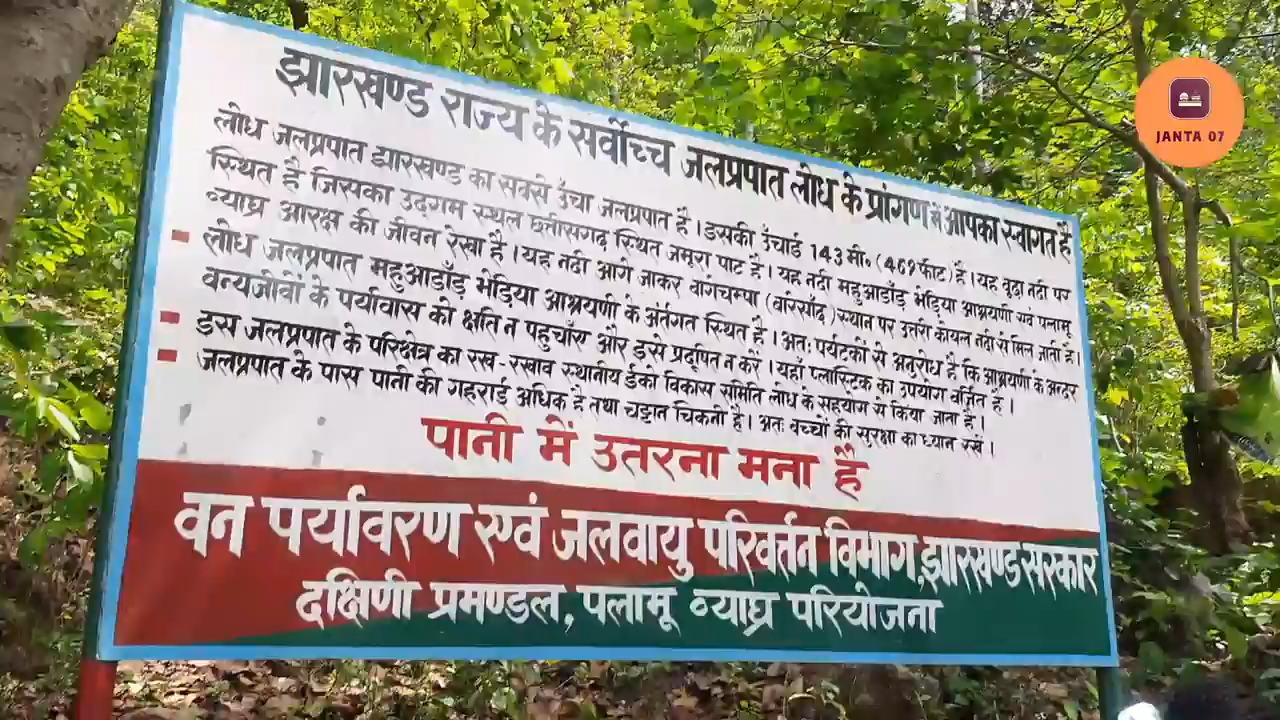 झारखण्ड राज्य के सर्वोच्च जलप्रपात लोध के प्रांगण में आपका स्वागत है
लोध जलप्रपात झारखण्ड का सबसे उँचा जलप्रपात है। इसकी उँचाई 143 मी॰ (469 फीट) है। यह वूढ़ा नदी पर
स्थित है जिसका उद्गम स्थल छत्तीसगढ़ स्थित जमूरा पाट है। यह नदी महुआडाँड़ भेड़िया आश्रयणी एवं पलामू
व्याघ्र आरक्ष की जीवन रेखा है। यह नदी आगे जाकर वागेचम्पा (बारेसाँढ़) स्थान पर उत्तरी कोयल नदी से मिल जाती है।
लोध जलप्रपात महुआडाँड़ भेड़िया आश्रयणी के अंर्तगत स्थित है। अतः पर्यटकों से अनुरोध है कि आश्रयणी के अन्दर
वन्यजीवों के पर्यावास को क्षति न पहुचाएँ और इसे प्रदूषित न करें। यहाँ प्लास्टिक का उपयोग वर्जित है।
इस जलप्रपात के परिक्षेत्र का रख-रखाव स्थानीय ईको विकास समिति लोध के सहयोग से किया जाता है।
जलप्रपात के पास पानी की गहराई अधिक है तथा चट्टान चिकनी है। अतः वच्चों की सुरक्षा का ध्यान रखें।
पानी में उतरना मना है
वन पर्यावरण एवं जलवायु परिवर्त्तन विभाग, झारखण्ड सरकार
दक्षिणी प्रमण्डल, पलामू व्याघ्र परियोजना
JANTA 07